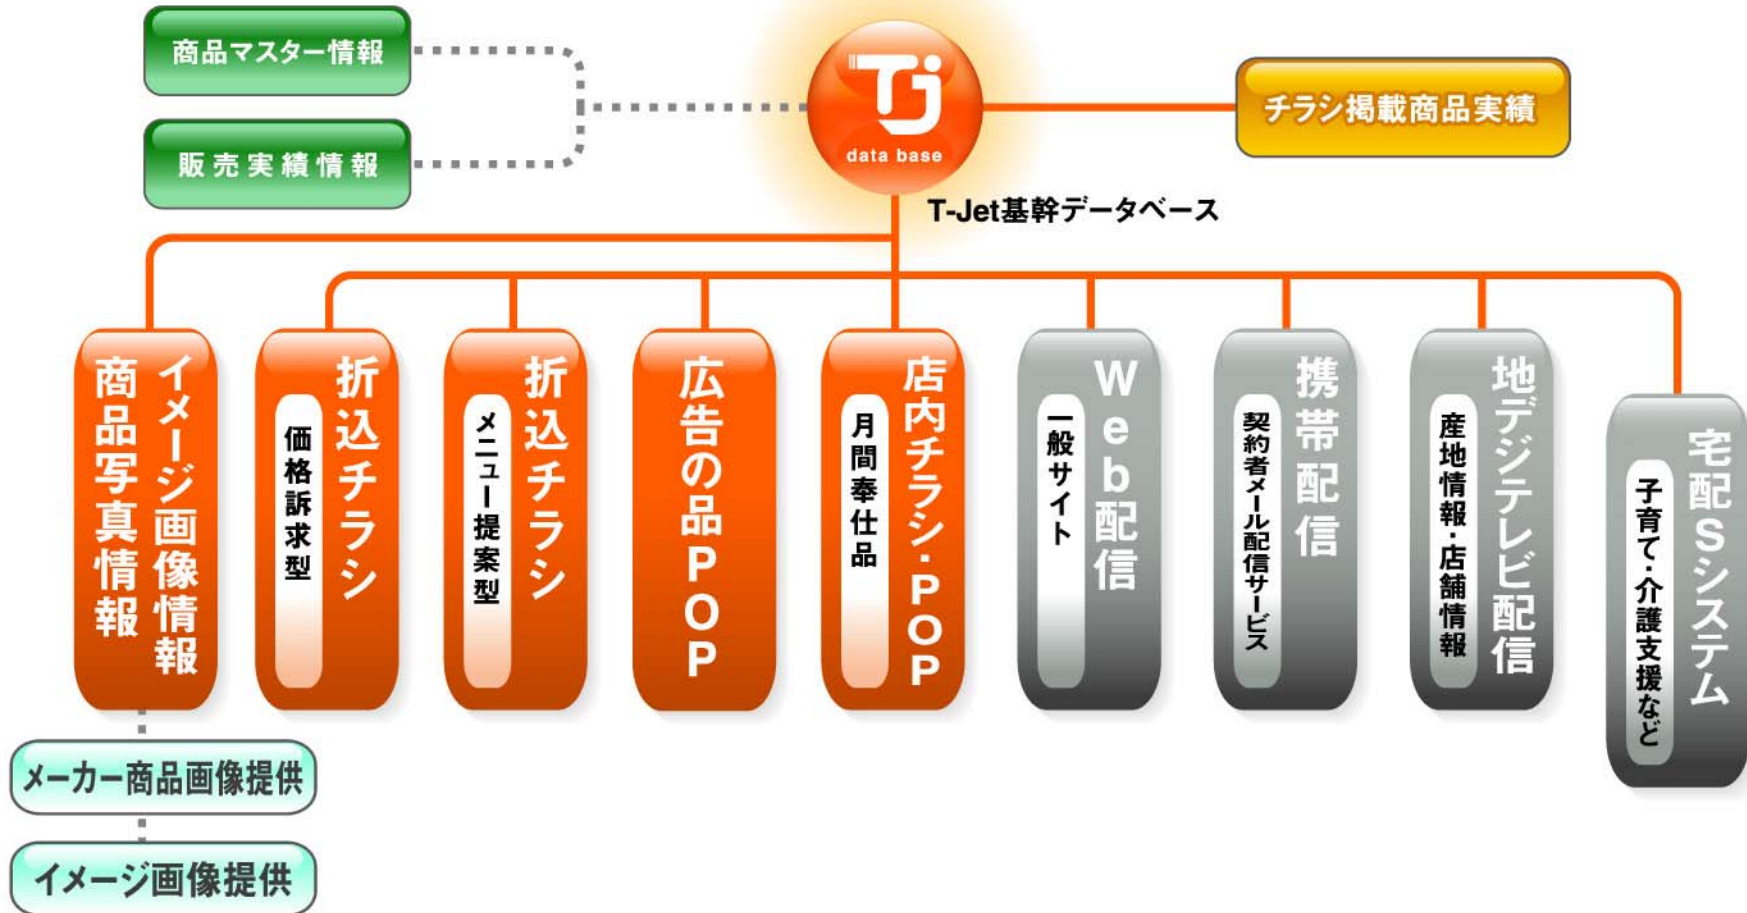 商品マスター情報
販売実績情報
TJ
data base
チラシ掲載商品実績
T-Jet基幹データベース
イメージ画像情報
商品写真情報
折込チラシ
価格訴求型
折込チラシ
メニュー提案型
広告の品POP
店内チラシ・POP
月間奉仕品
Web配信
一般サイト
携帯配信
契約者メール配信サービス
地デジテレビ配信
産地情報・店舗情報
宅配Sシステム
子育て・介護支援など
メーカー商品画像提供
イメージ画像提供